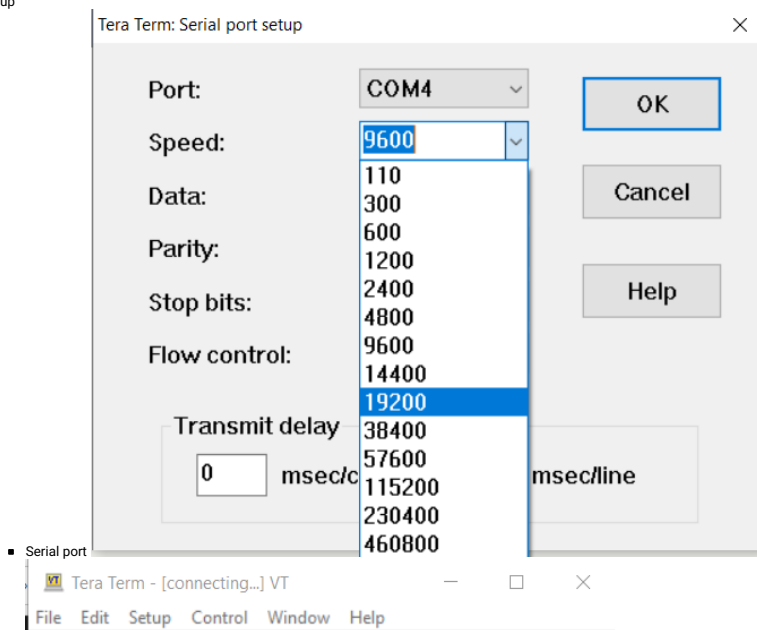 up
Tera Term: Serial port setup
Port: COM4
OK
Speed: 9600
110
Data: 300
Cancel
600
Parity: 1200
2400
Help
Stop bits: 4800
9600
Flow control: 14400
19200
Transmit delay 38400
57600
0 msec/c msec/line
115200
230400
460800
Serial port
Tera Term - [connecting...] VT
File Edit Setup Control Window Help